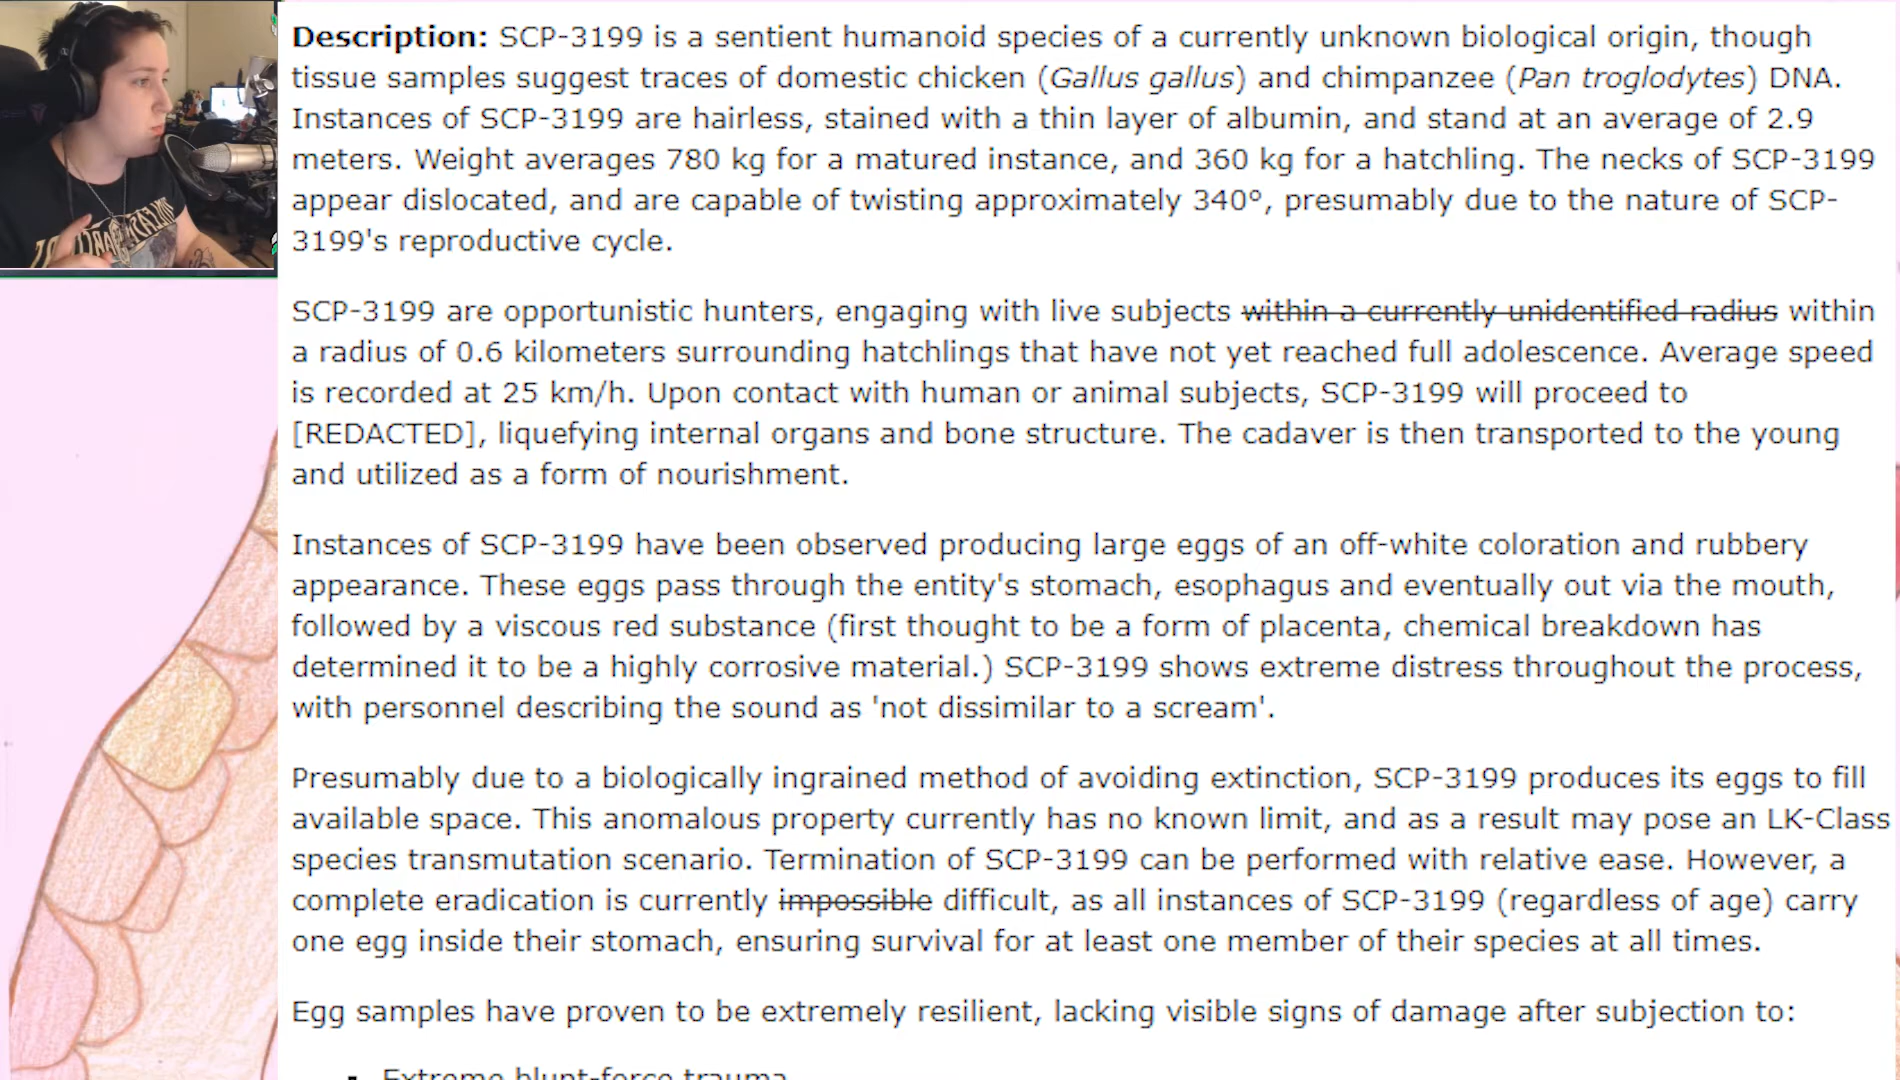 Description: SCP-3199 is a sentient humanoid species of a currently unknown biological origin, though
tissue samples suggest traces of domestic chicken (Gallus gallus) and chimpanzee (Pan troglodytes) DNA.
Instances of SCP-3199 are hairless, stained with a thin layer of albumin, and stand at an average of 2.9
meters. Weight averages 780 kg for a matured instance, and 360 kg for a hatchling. The necks of SCP-3199
appear dislocated, and are capable of twisting approximately 340°, presumably due to the nature of SCP-
3199's reproductive cycle.
SCP-3199 are opportunistic hunters, engaging with live subjects within a currently unidentified radius within
a radius of 0.6 kilometers surrounding hatchlings that have not yet reached full adolescence. Average speed
is recorded at 25 km/h. Upon contact with human or animal subjects, SCP-3199 will proceed to
[REDACTED], liquefying internal organs and bone structure. The cadaver is then transported to the young
and utilized as a form of nourishment.
Instances of SCP-3199 have been observed producing large eggs of an off-white coloration and rubbery
appearance. These eggs pass through the entity's stomach, esophagus and eventually out via the mouth,
followed by a viscous red substance (first thought to be a form of placenta, chemical breakdown has
determined it to be a highly corrosive material.) SCP-3199 shows extreme distress throughout the process,
with personnel describing the sound as 'not dissimilar to a scream'.
Presumably due to a biologically ingrained method of avoiding extinction, SCP-3199 produces its eggs to fill
available space. This anomalous property currently has no known limit, and as a result may pose an LK-Class
species transmutation scenario. Termination of SCP-3199 can be performed with relative ease. However, a
complete eradication is currently impossible difficult, as all instances of SCP-3199 (regardless of age) carry
one egg inside their stomach, ensuring survival for at least one member of their species at all times.
Egg samples have proven to be extremely resilient, lacking visible signs of damage after subjection to:
▪ Extreme blunt-force trauma